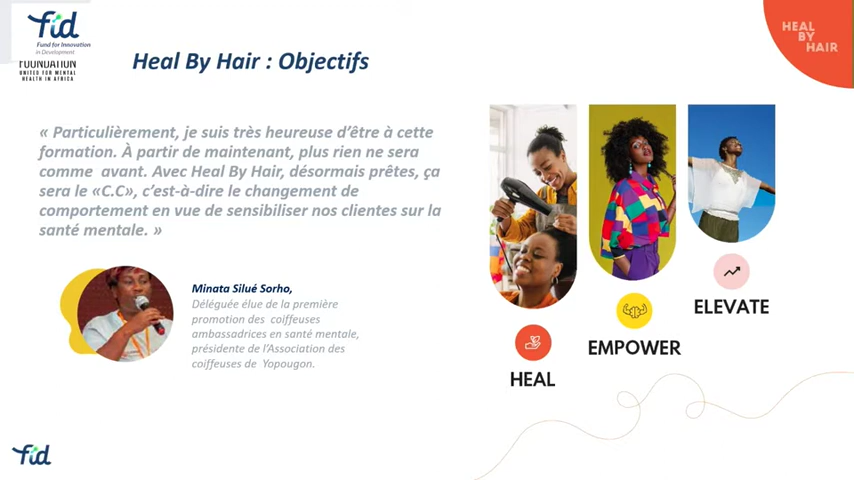 fid
Fund for Innovation
in Development
FOUNDATION
UNITED FOR MENTAL
HEALTH IN AFRICA
Heal By Hair : Objectifs
HEAL
BY
HAIR
« Particulièrement, je suis très heureuse d’être à cette
formation. À partir de maintenant, plus rien ne sera
comme avant. Avec Heal By Hair, désormais prêtes, ça
sera le «C.C», c’est-à-dire le changement de
comportement en vue de sensibiliser nos clientes sur la
santé mentale. »
Minata Silué Sorho,
Déléguée élue de la première
promotion des coiffeuses
ambassadrices en santé mentale,
présidente de l’Association des
coiffeuses de Yopougon.
HEAL
EMPOWER
ELEVATE
fid